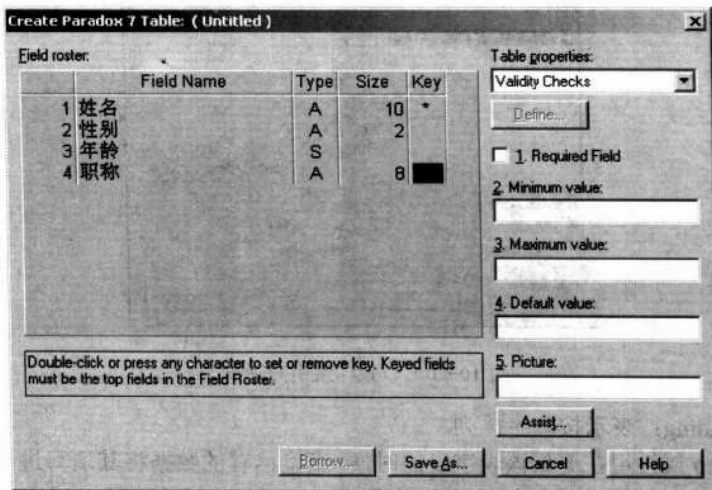 Create Paradox 7 Table: ( Untitled )
Field roster:
Field Name Type Size Key
1 姓名 A 10 *
2 性别 A 2
3 年龄 S
4 职称 A 8
Double-click or press any character to set or remove key. Keyed fields
must be the top fields in the Field Roster.
Table properties:
Validity Checks
Define...
1. Required Field
2. Minimum value:
3. Maximum value:
4. Default value:
5. Picture:
Assist...
Borrow... Save As... Cancel Help